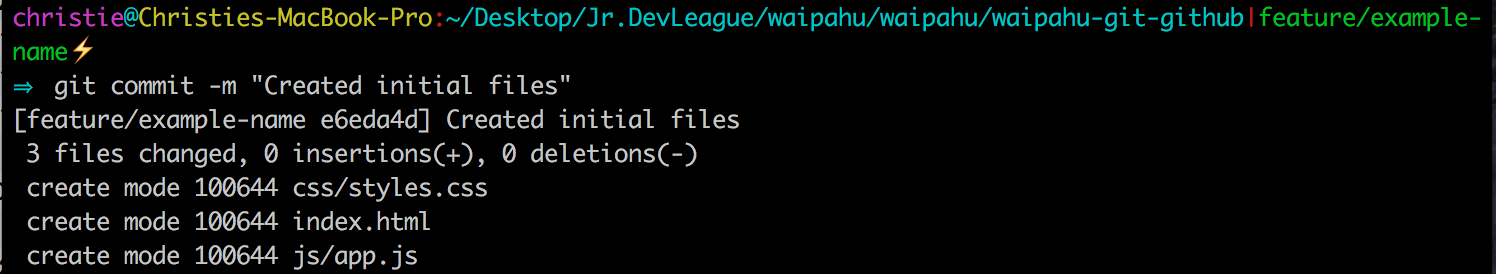 christie@Christies-MacBook-Pro:~/Desktop/Jr.DevLeague/waipahu/waipahu/waipahu-git-github|feature/example-
name⚡
⇒ git commit -m "Created initial files"
[feature/example-name e6eda4d] Created initial files
 3 files changed, 0 insertions(+), 0 deletions(-)
 create mode 100644 css/styles.css
 create mode 100644 index.html
 create mode 100644 js/app.js